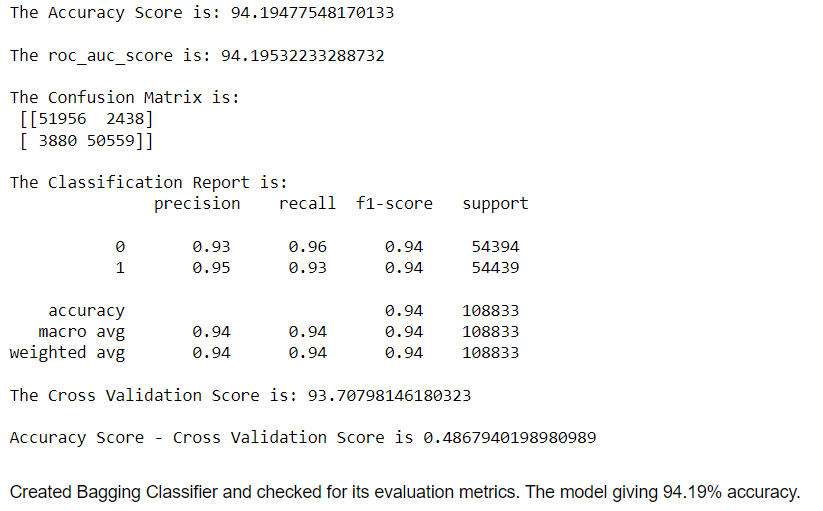 The Accuracy Score is: 94.19477548170133
The roc_auc_score is: 94.19532233288732
The Confusion Matrix is:
[[51956  2438]
[ 3880 50559]]
The Classification Report is:
precision    recall  f1-score   support
0       0.93      0.96      0.94     54394
1       0.95      0.93      0.94     54439
accuracy                           0.94    108833
macro avg       0.94      0.94      0.94    108833
weighted avg       0.94      0.94      0.94    108833
The Cross Validation Score is: 93.70798146180323
Accuracy Score - Cross Validation Score is 0.4867940198980989
Created Bagging Classifier and checked for its evaluation metrics. The model giving 94.19% accuracy.